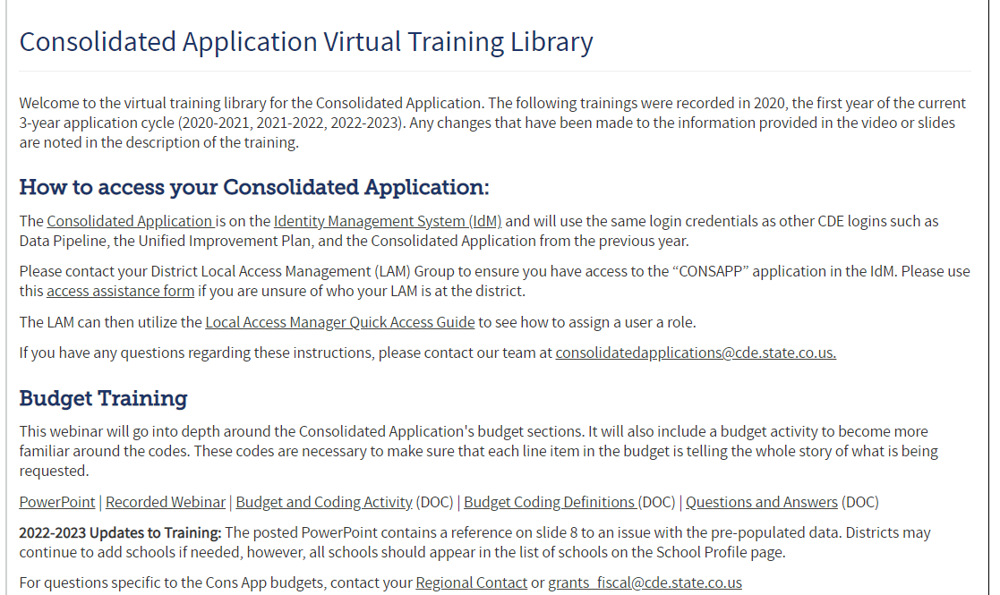 Consolidated Application Virtual Training Library
Welcome to the virtual training library for the Consolidated Application. The following trainings were recorded in 2020, the first year of the current
3-year application cycle (2020-2021, 2021-2022, 2022-2023). Any changes that have been made to the information provided in the video or slides
are noted in the description of the training.
How to access your Consolidated Application:
The Consolidated Application is on the Identity Management System (IdM) and will use the same login credentials as other CDE logins such as
Data Pipeline, the Unified Improvement Plan, and the Consolidated Application from the previous year.
Please contact your District Local Access Management (LAM) Group to ensure you have access to the “CONSAPP” application in the IdM. Please use
this access assistance form if you are unsure of who your LAM is at the district.
The LAM can then utilize the Local Access Manager Quick Access Guide to see how to assign a user a role.
If you have any questions regarding these instructions, please contact our team at consolidatedapplications@cde.state.co.us.
Budget Training
This webinar will go into depth around the Consolidated Application's budget sections. It will also include a budget activity to become more
familiar around the codes. These codes are necessary to make sure that each line item in the budget is telling the whole story of what is being
requested.
PowerPoint | Recorded Webinar | Budget and Coding Activity (DOC) | Budget Coding Definitions (DOC) | Questions and Answers (DOC)
2022-2023 Updates to Training: The posted PowerPoint contains a reference on slide 8 to an issue with the pre-populated data. Districts may
continue to add schools if needed, however, all schools should appear in the list of schools on the School Profile page.
For questions specific to the Cons App budgets, contact your Regional Contact or grants_fiscal@cde.state.co.us